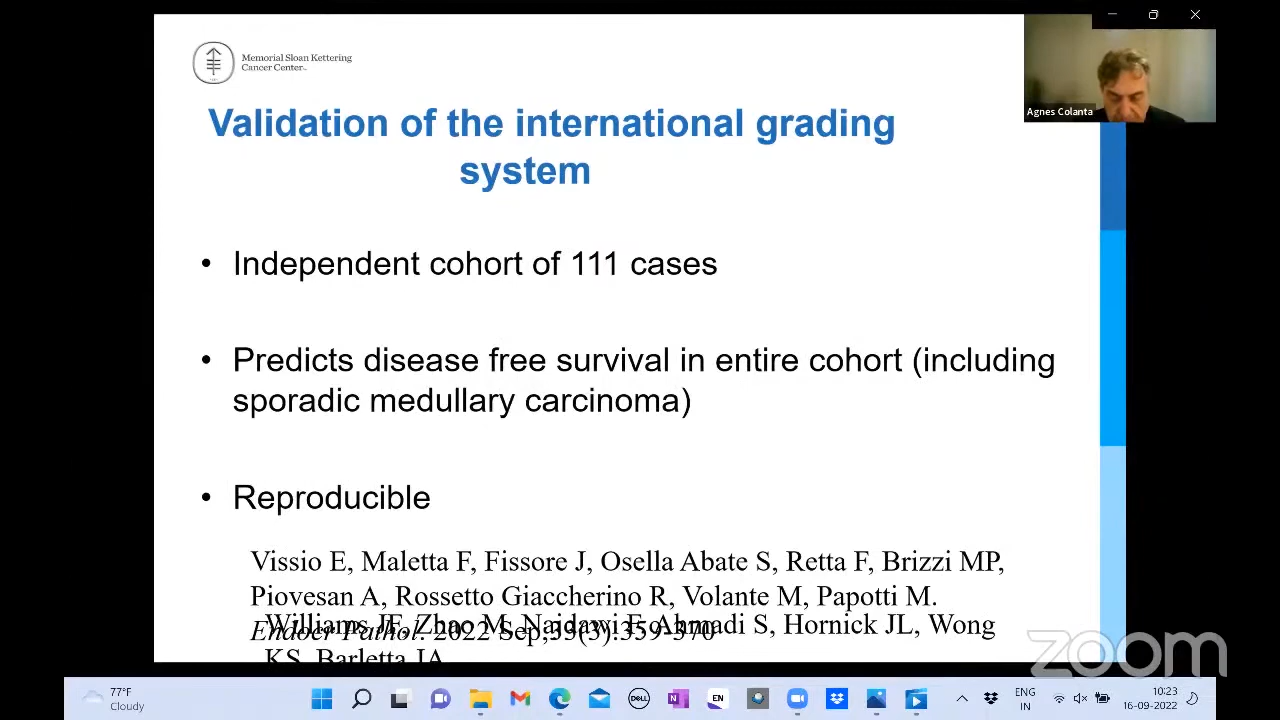 Memorial Sloan Kettering
Cancer Center
Agnes Colanta
Validation of the international grading
system
• Independent cohort of 111 cases
• Predicts disease free survival in entire cohort (including
sporadic medullary carcinoma)
• Reproducible
Vissio E, Maletta F, Fissore J, Osella Abate S, Retta F, Brizzi MP,
Piovesan A, Rossetto Giaccherino R, Volante M, Papotti M.
Endocr Pathol. 2022 Sep;33(3):359-370
Williams JF, Zhao M, Najdawi F, Ahmadi S, Hornick JL, Wong
KS, Barletta JA
zoom
77°F
Cloudy
DELL
EN
ENG
IN
10:23
16-09-2022